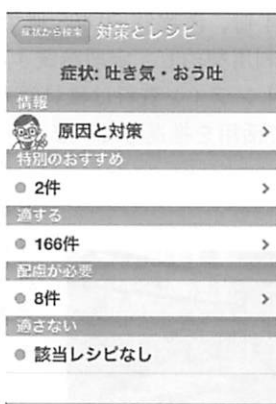 症状から検索
対策とレシピ
症状: 吐き気・おう吐
情報
原因と対策
特別のおすすめ
2件
適する
166件
配慮が必要
8件
適さない
該当レシピなし